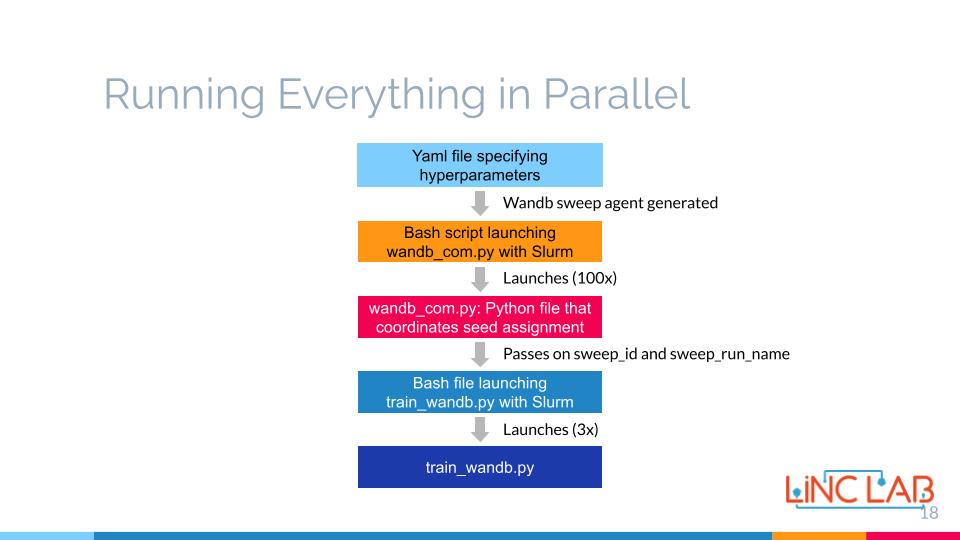 Running Everything in Parallel
Yaml file specifying
hyperparameters
Wandb sweep agent generated
Bash script launching
wandb_com.py with Slurm
Launches (100x)
wandb_com.py: Python file that
coordinates seed assignment
Passes on sweep_id and sweep_run_name
Bash file launching
train_wandb.py with Slurm
Launches (3x)
train_wandb.py
LiNC LAB
18